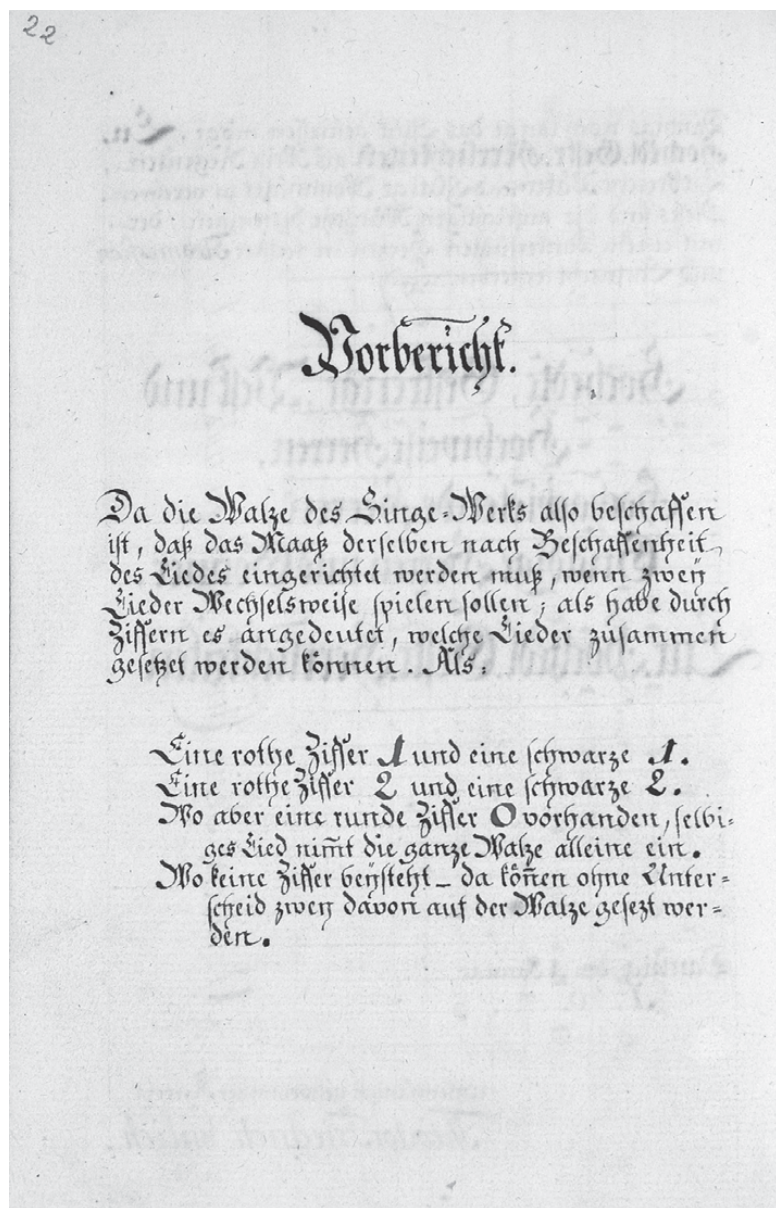 22
Vorbericht.
Da die Walze des Singe-Werks also beschaffen
ist, daß das Maaß derselben nach Beschaffenheit
des Liedes eingerichtet werden muß, wenn zwey
Lieder Wechselsweise spielen sollen; als habe durch
Ziffern es angedeutet, welche Lieder zusammen
gesetzet werden können. Als:
Eine rothe Ziffer 1 und eine schwarze 1.
Eine rothe Ziffer 2 und eine schwarze 2.
Wo aber eine runde Ziffer 0 vorhanden, selbi-
ges Lied nim̄t die ganze Walze alleine ein.
Wo keine Ziffer beysteht – da kön̄en ohne Unter-
scheid zwey davon auf der Walze gesezt wer-
den.